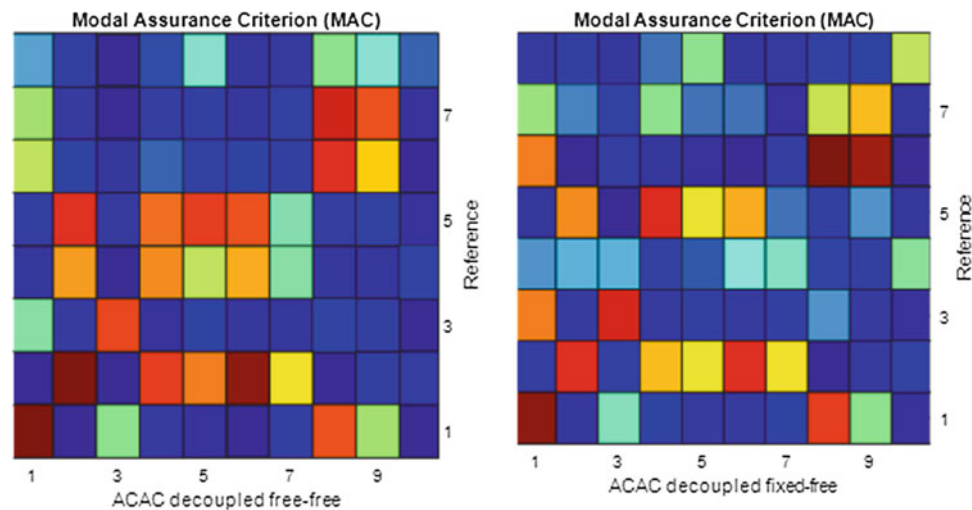 Modal Assurance Criterion (MAC)
7
5
3
1
Reference
1 3 5 7 9
ACAC decoupled free-free
Modal Assurance Criterion (MAC)
7
5
3
1
Reference
1 3 5 7 9
ACAC decoupled fixed-free